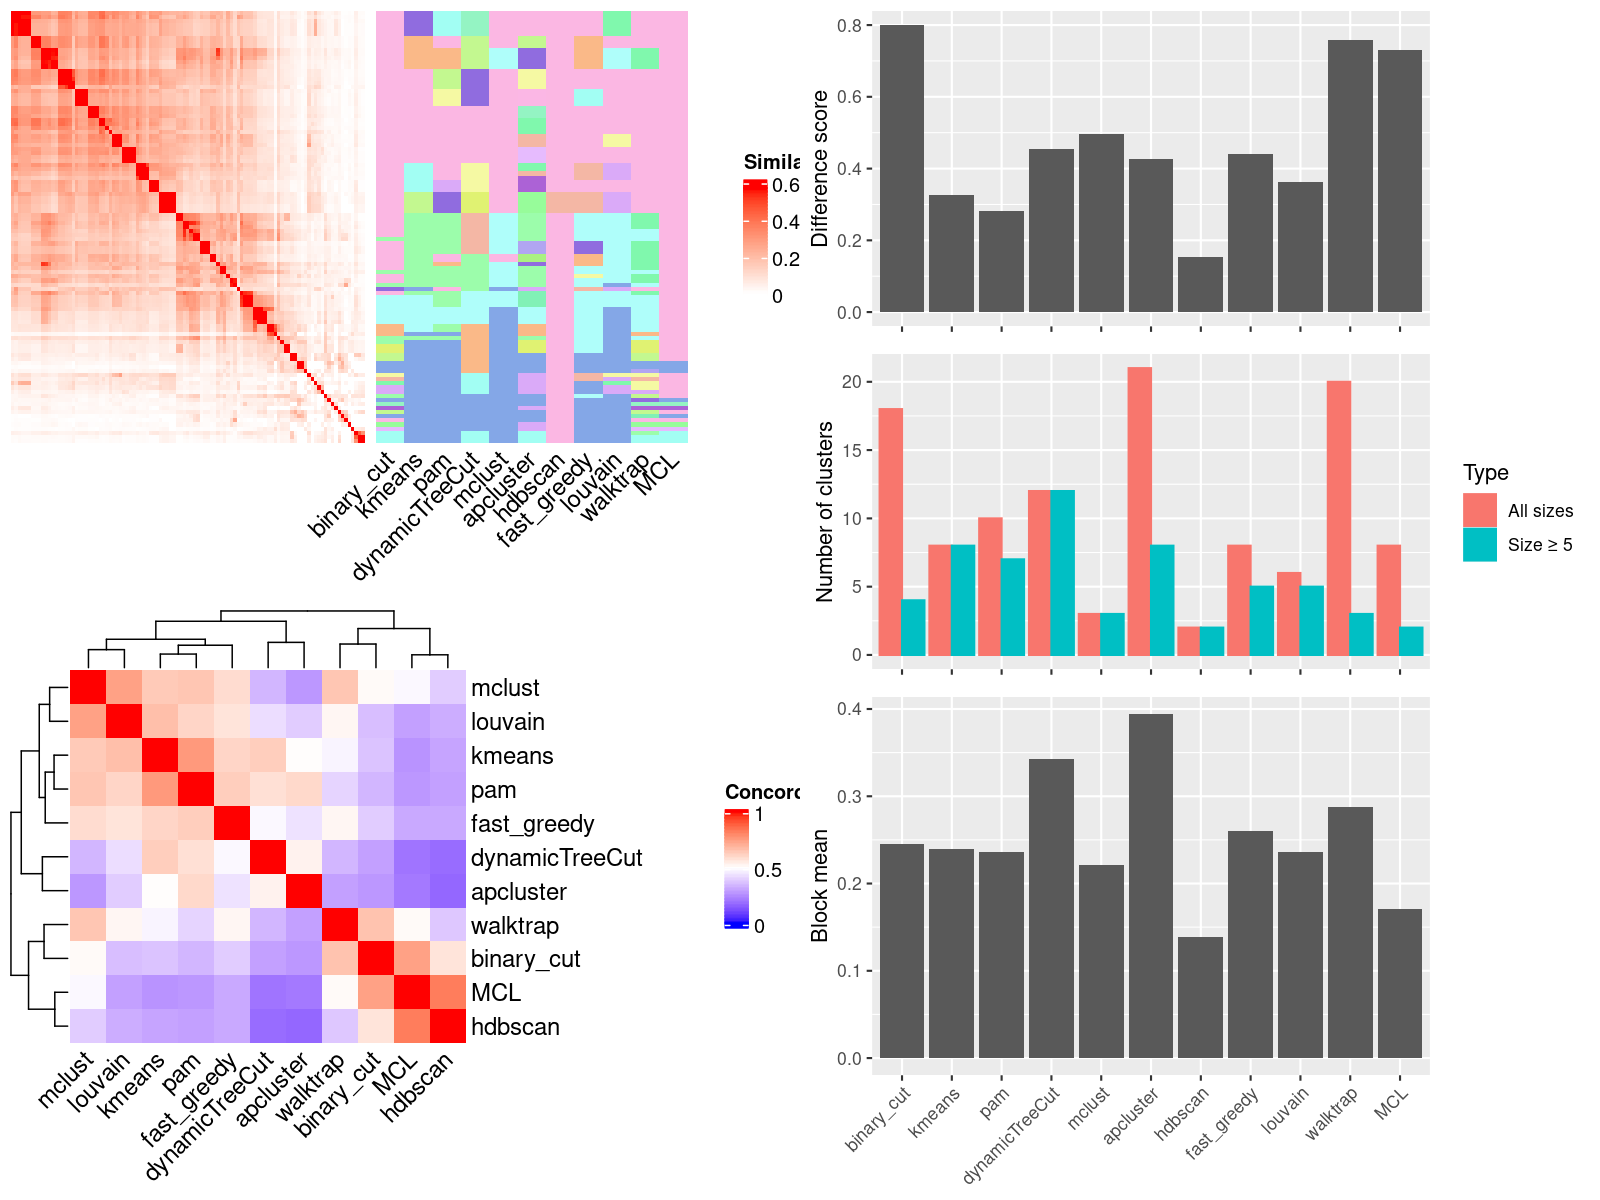 Simila
0.6
0.4
0.2
0
binary_cut
kmeans
pam
dynamicTreeCut
mclust
apcluster
hdbscan
fast_greedy
louvain
walktrap
MCL
mclust
louvain
kmeans
pam
fast_greedy
dynamicTreeCut
apcluster
walktrap
binary_cut
MCL
hdbscan
mclust
louvain
kmeans
pam
fast_greedy
dynamicTreeCut
apcluster
walktrap
binary_cut
MCL
hdbscan
Concord
1
0.5
0
Difference score
0.8
0.6
0.4
0.2
0.0
Number of clusters
20
15
10
5
0
Type
All sizes
Size ≥ 5
Block mean
0.4
0.3
0.2
0.1
0.0
binary_cut
kmeans
pam
dynamicTreeCut
mclust
apcluster
hdbscan
fast_greedy
louvain
walktrap
MCL